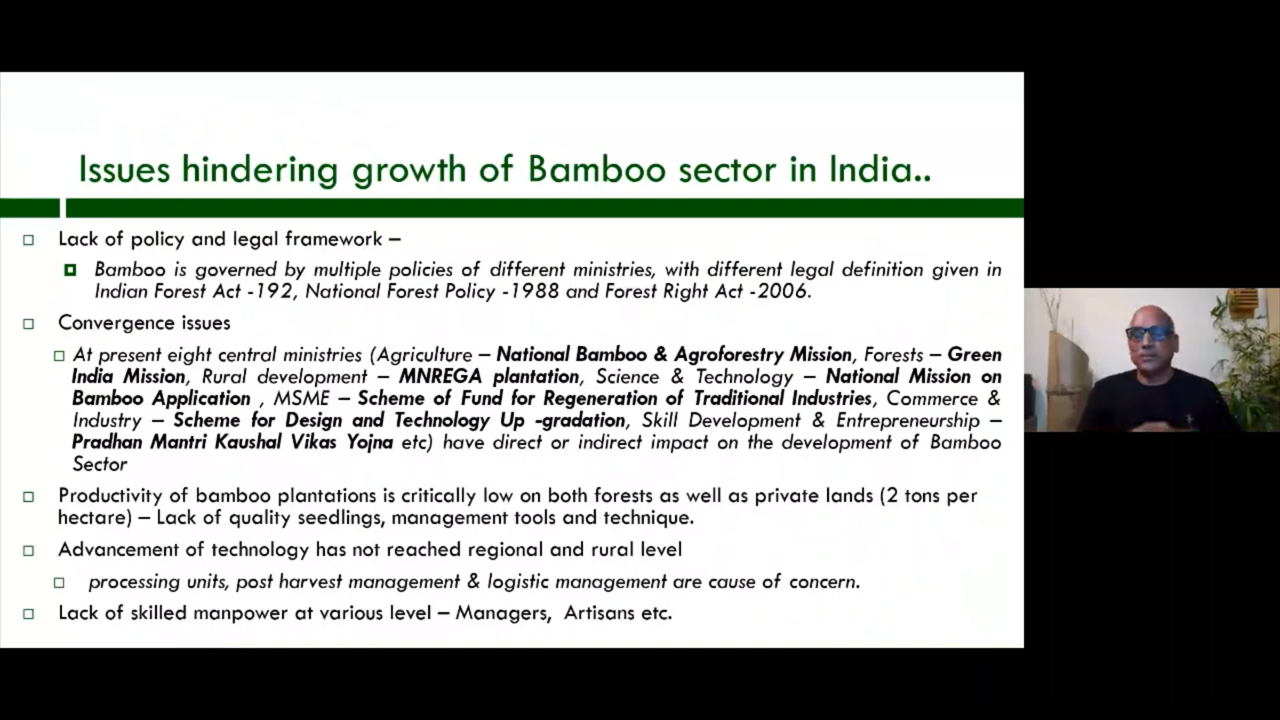 Issues hindering growth of Bamboo sector in India..
Lack of policy and legal framework –
Bamboo is governed by multiple policies of different ministries, with different legal definition given in
Indian Forest Act -192, National Forest Policy -1988 and Forest Right Act -2006.
Convergence issues
At present eight central ministries (Agriculture – National Bamboo & Agroforestry Mission, Forests – Green
India Mission, Rural development – MNREGA plantation, Science & Technology – National Mission on
Bamboo Application , MSME – Scheme of Fund for Regeneration of Traditional Industries, Commerce &
Industry – Scheme for Design and Technology Up -gradation, Skill Development & Entrepreneurship –
Pradhan Mantri Kaushal Vikas Yojna etc) have direct or indirect impact on the development of Bamboo
Sector
Productivity of bamboo plantations is critically low on both forests as well as private lands (2 tons per
hectare) – Lack of quality seedlings, management tools and technique.
Advancement of technology has not reached regional and rural level
processing units, post harvest management & logistic management are cause of concern.
Lack of skilled manpower at various level – Managers, Artisans etc.